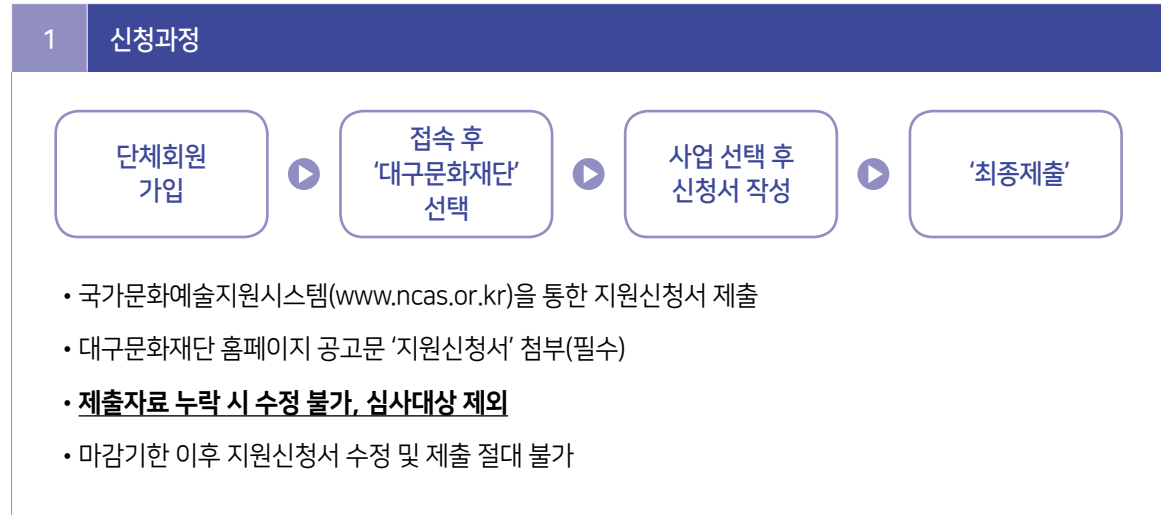 1 신청과정
단체회원
가입
접속 후
‘대구문화재단’
선택
사업 선택 후
신청서 작성
‘최종제출’
• 국가문화예술지원시스템(www.ncas.or.kr)을 통한 지원신청서 제출
• 대구문화재단 홈페이지 공고문 ‘지원신청서’ 첨부(필수)
• 제출자료 누락 시 수정 불가, 심사대상 제외
• 마감기한 이후 지원신청서 수정 및 제출 절대 불가